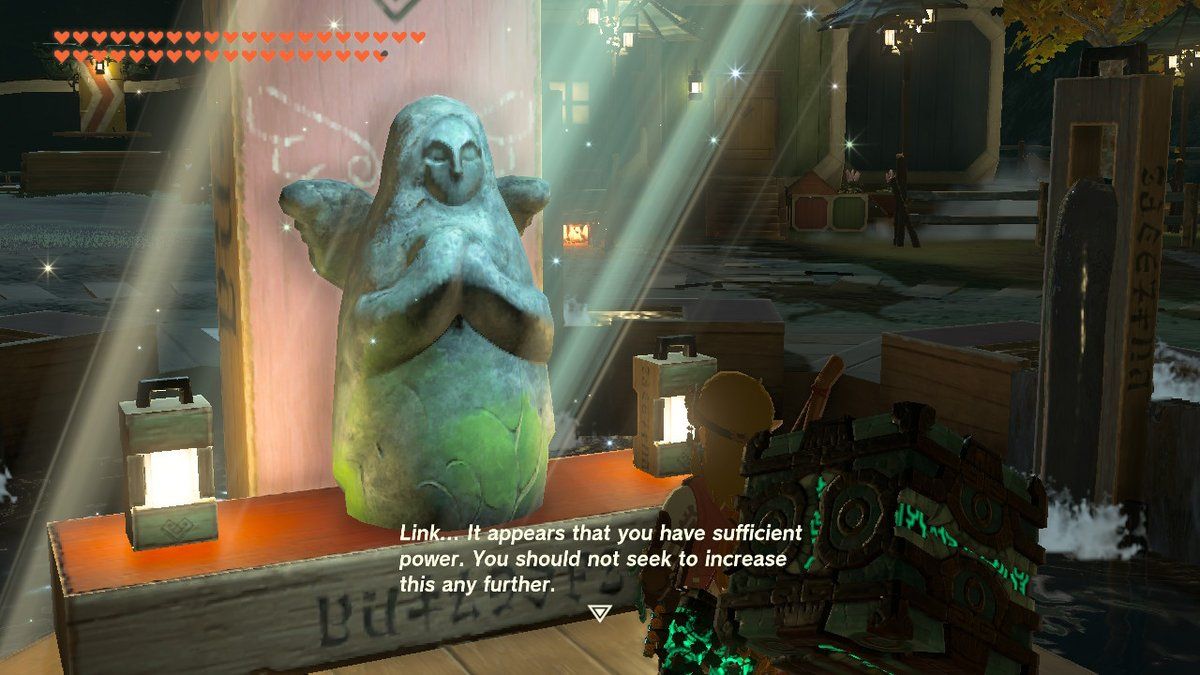 Link... It appears that you have sufficient
power. You should not seek to increase
this any further.